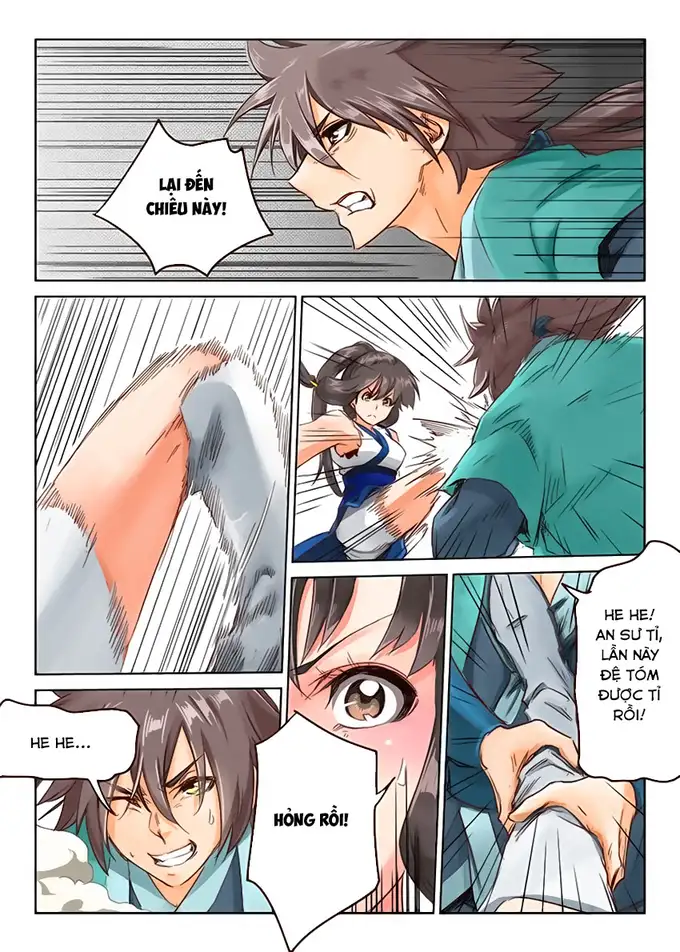 LẠI ĐẾN
CHIÊU NÀY!
HE HE!
AN SƯ TỈ,
LẦN NÀY
ĐỆ TÓM
ĐƯỢC TỈ
RỒI!
HE HE...
HỎNG RỒI!